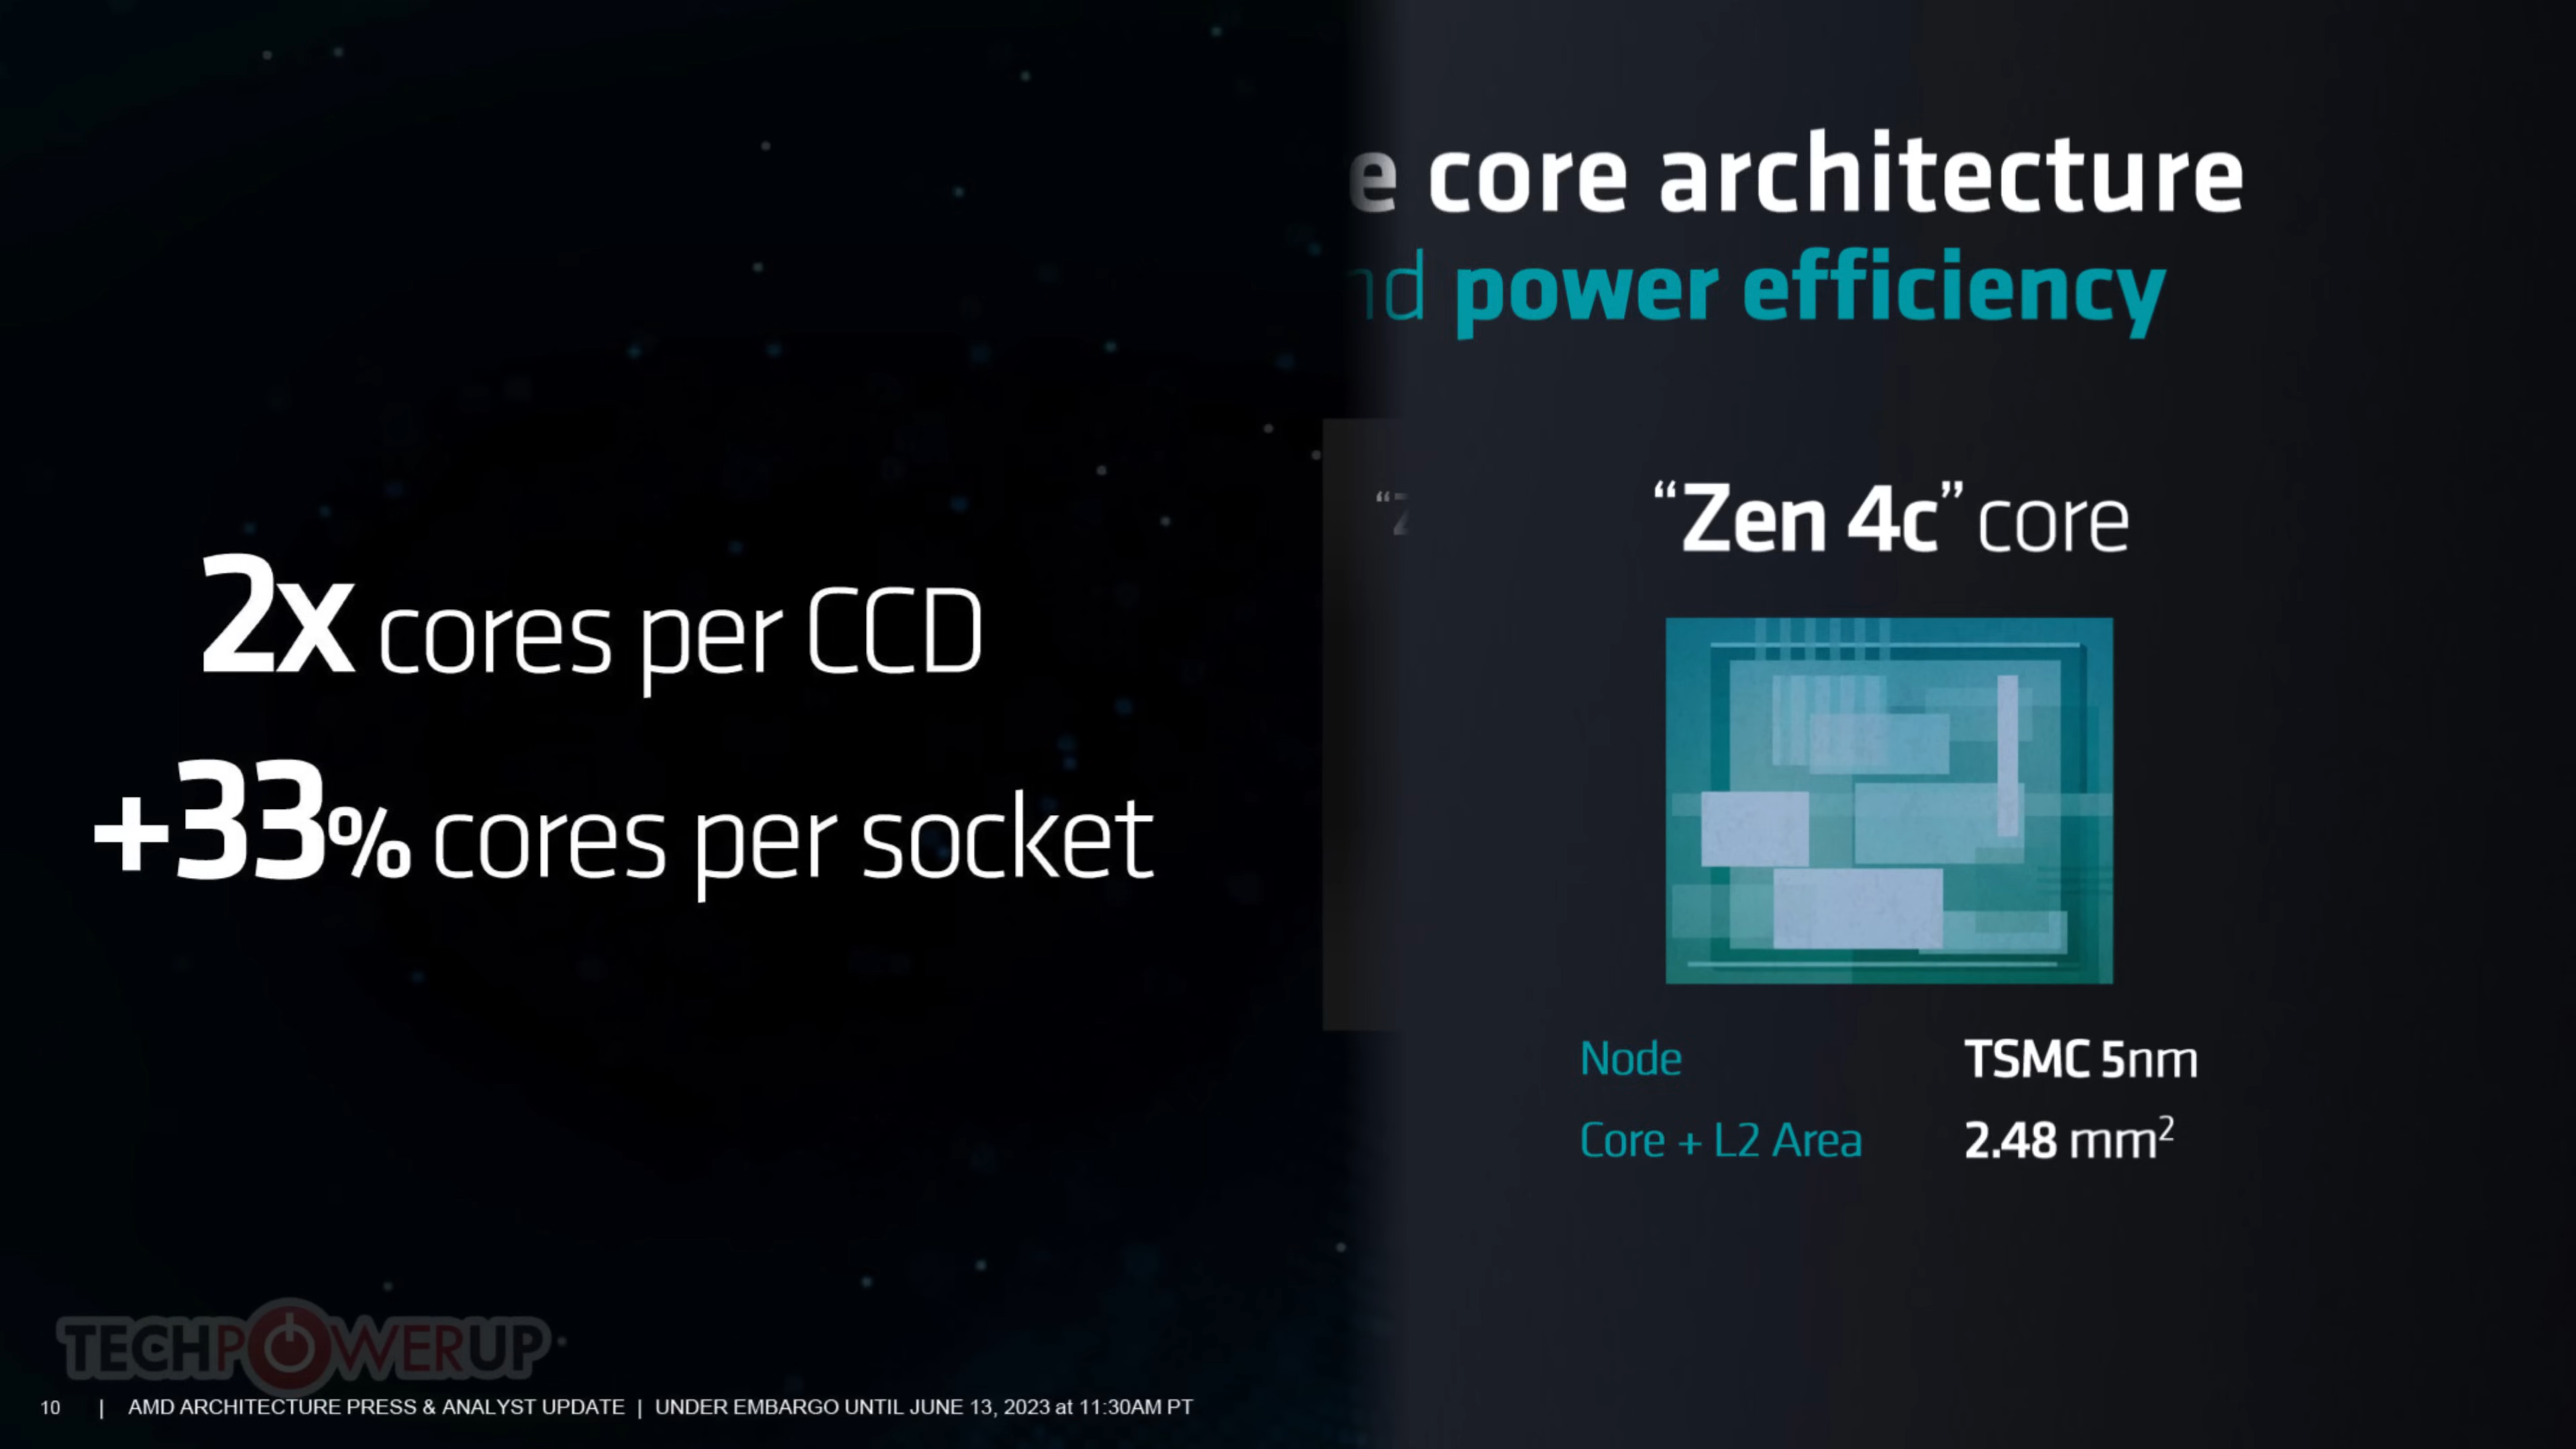 e core architecture
nd power efficiency
“Z
“Zen 4c” core
2x cores per CCD
+33% cores per socket
Node TSMC 5nm
Core + L2 Area 2.48 mm²
TECHPOWERUP
10 | AMD ARCHITECTURE PRESS & ANALYST UPDATE | UNDER EMBARGO UNTIL JUNE 13, 2023 at 11:30AM PT